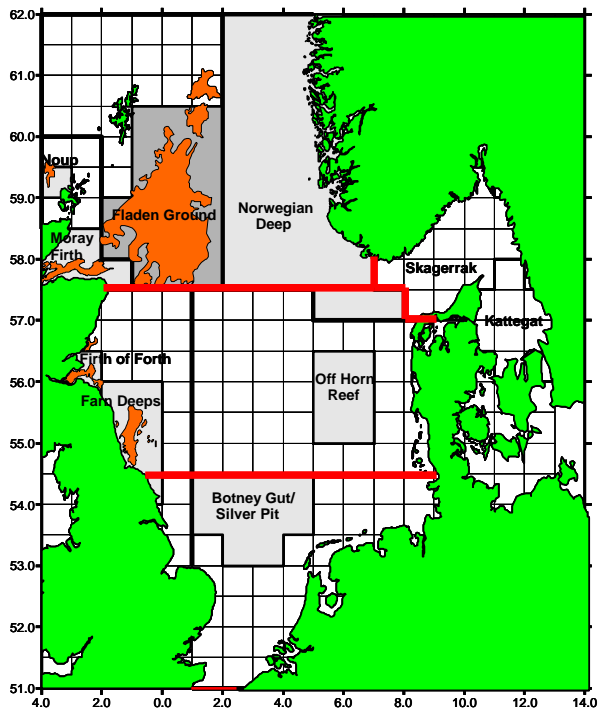 62.0
61.0
60.0
Noup
59.0
Fladen Ground
Norwegian
Deep
Moray
Firth
58.0
Skagerrak
57.0
Kattegat
Firth of Forth
56.0
Off Horn
Reef
Farn Deeps
55.0
54.0
Botney Gut/
Silver Pit
53.0
52.0
51.0
4.0 2.0 0.0 2.0 4.0 6.0 8.0 10.0 12.0 14.0